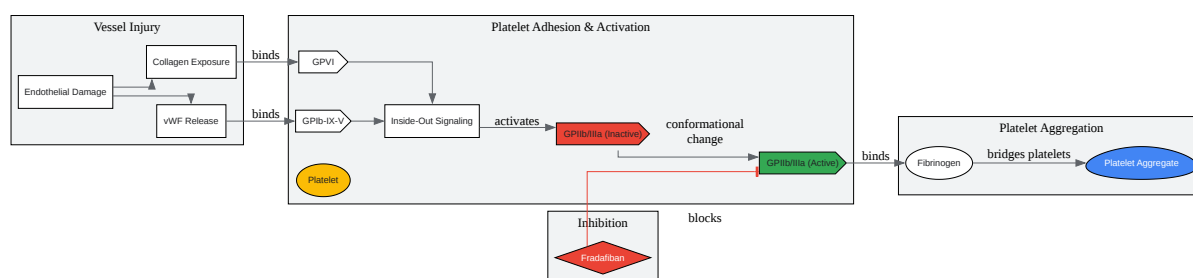 Vessel Injury
Endothelial Damage
Collagen Exposure
vWF Release
binds
binds
Platelet Adhesion & Activation
GPVI
GPIb-IX-V
Inside-Out Signaling
Platelet
activates
GPIIb/IIIa (Inactive)
conformational
change
GPIIb/IIIa (Active)
binds
Platelet Aggregation
Fibrinogen
bridges platelets
Platelet Aggregate
Inhibition
Fradafiban
blocks